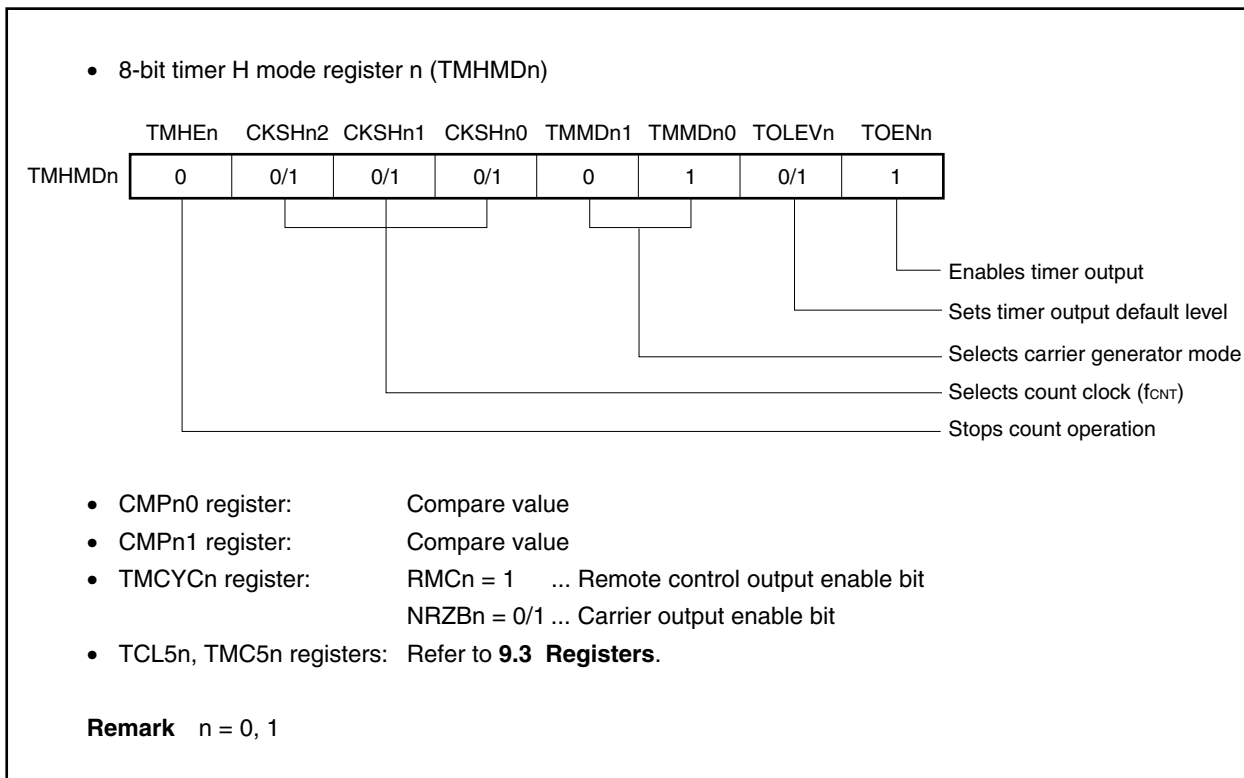 • 8-bit timer H mode register n (TMHMDn)
TMHEn CKSHn2 CKSHn1 CKSHn0 TMMDn1 TMMDn0 TOLEVn TOENn
TMHMDn 0 0/1 0/1 0/1 0 1 0/1 1
Enables timer output
Sets timer output default level
Selects carrier generator mode
Selects count clock (fCNT)
Stops count operation
• CMPn0 register: Compare value
• CMPn1 register: Compare value
• TMCYCn register: RMCn = 1 ... Remote control output enable bit
NRZBn = 0/1 ... Carrier output enable bit
• TCL5n, TMC5n registers: Refer to 9.3 Registers.
Remark n = 0, 1